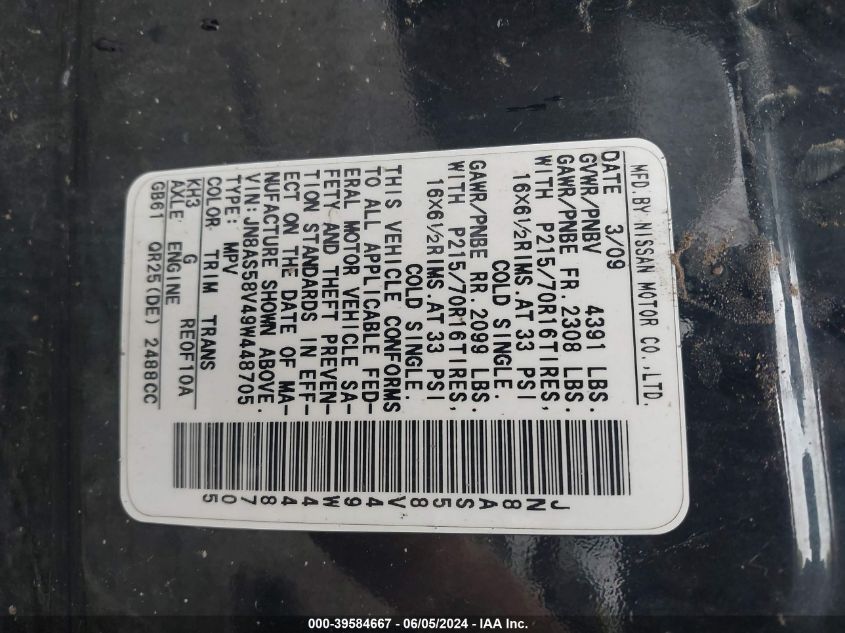 MFD.BY NISSAN MOTOR CO.,LTD.
DATE 3/09
GVWR/PNBV 4391 LBS.
GAWR/PNBE FR. 2308 LBS.
WITH P215/70R16TIRES,
16X6½RIMS.AT 33 PSI
COLD SINGLE.
GAWR/PNBE RR. 2099 LBS.
WITH P215/70R16TIRES,
16X6½RIMS.AT 33 PSI
COLD SINGLE.
THIS VEHICLE CONFORMS
TO ALL APPLICABLE FED-
ERAL MOTOR VEHICLE SA-
FETY AND THEFT PREVEN-
TION STANDARDS IN EFF-
ECT ON THE DATE OF MA-
NUFACTURE SHOWN ABOVE.
VIN: JN8AS58V49W448705
TYPE: MPV
COLOR TRIM TRANS
KH3 G RE0F10A
AXLE ENGINE
GB61 QR25(DE) 2488CC
JN8AS58V49W448705
000-39584667 - 06/05/2024 - IAA Inc.